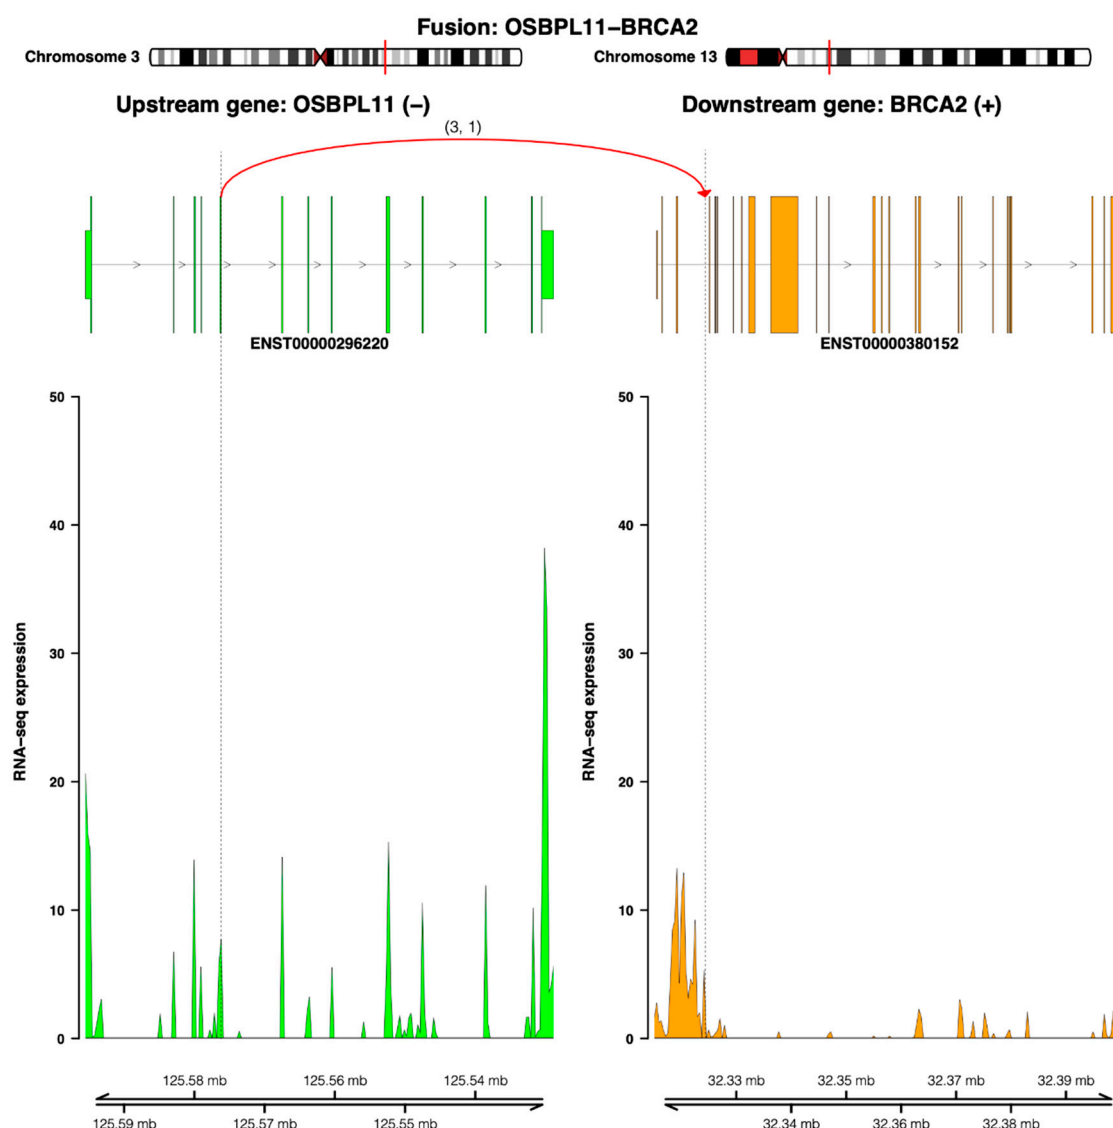 Fusion: OSBPL11–BRCA2
Chromosome 3
Chromosome 13
Upstream gene: OSBPL11 (–)
Downstream gene: BRCA2 (+)
(3, 1)
ENST00000296220
ENST00000380152
50
40
30
20
10
0
RNA–seq expression
50
40
30
20
10
0
RNA–seq expression
125.58 mb
125.56 mb
125.54 mb
125.59 mb
125.57 mb
125.55 mb
32.33 mb
32.35 mb
32.37 mb
32.39 mb
32.34 mb
32.36 mb
32.38 mb